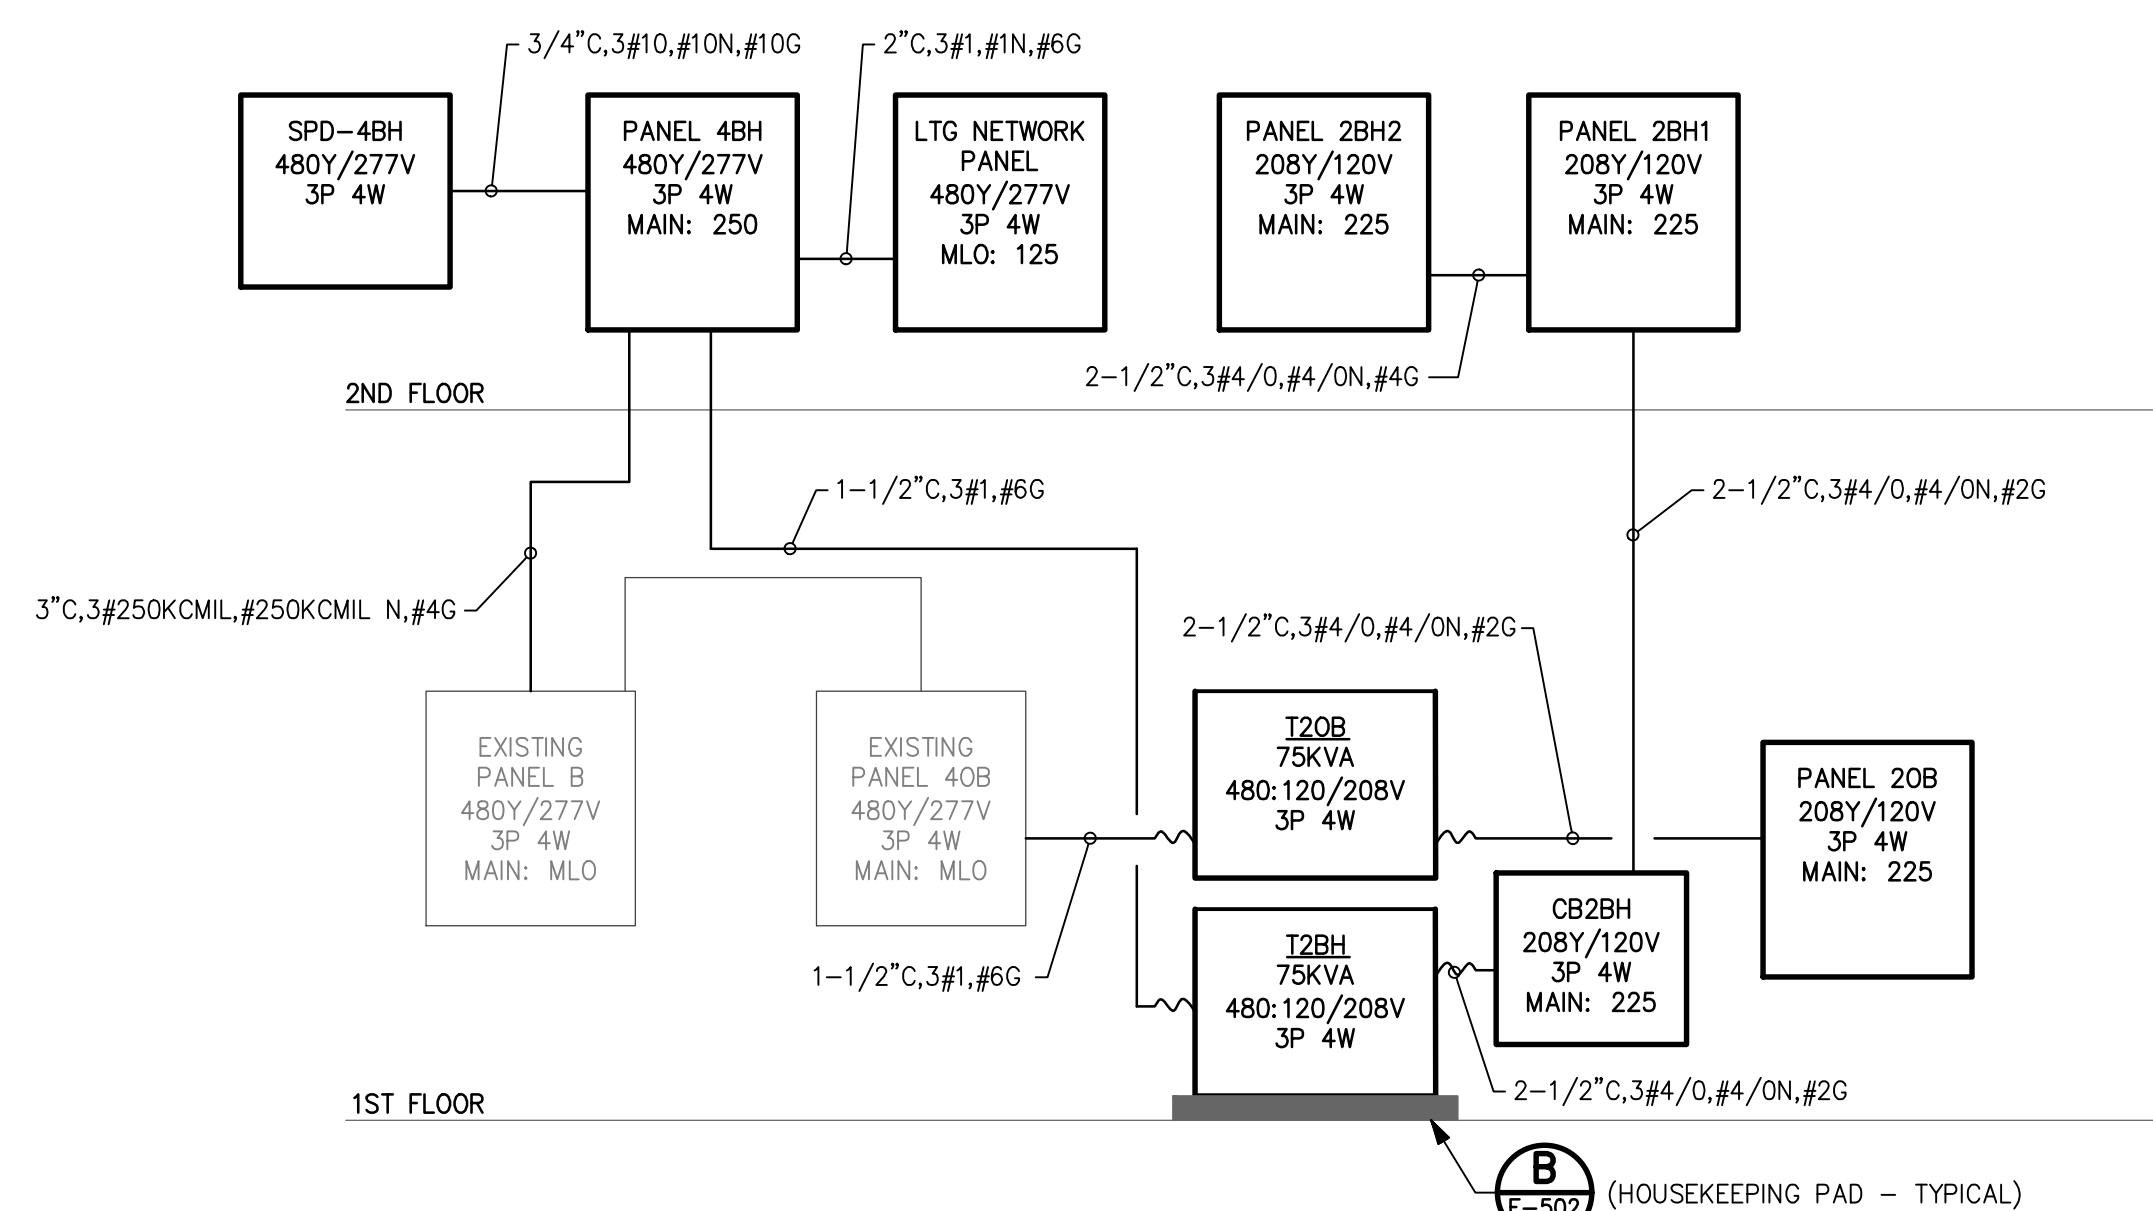 3/4"C,3#10,#10N,#10G
2"C,3#1,#1N,#6G
SPD-4BH
480Y/277V
3P 4W
PANEL 4BH
480Y/277V
3P 4W
MAIN: 250
LTG NETWORK
PANEL
480Y/277V
3P 4W
MLO: 125
PANEL 2BH2
208Y/120V
3P 4W
MAIN: 225
PANEL 2BH1
208Y/120V
3P 4W
MAIN: 225
2-1/2"C,3#4/0,#4/0N,#4G
2ND FLOOR
1-1/2"C,3#1,#6G
2-1/2"C,3#4/0,#4/0N,#2G
3"C,3#250KCMIL,#250KCMIL N,#4G
2-1/2"C,3#4/0,#4/0N,#2G
EXISTING
PANEL B
480Y/277V
3P 4W
MAIN: MLO
EXISTING
PANEL 4OB
480Y/277V
3P 4W
MAIN: MLO
T2OB
75KVA
480:120/208V
3P 4W
PANEL 2OB
208Y/120V
3P 4W
MAIN: 225
1-1/2"C,3#1,#6G
T2BH
75KVA
480:120/208V
3P 4W
CB2BH
208Y/120V
3P 4W
MAIN: 225
2-1/2"C,3#4/0,#4/0N,#2G
1ST FLOOR
B
E-502
(HOUSEKEEPING PAD - TYPICAL)